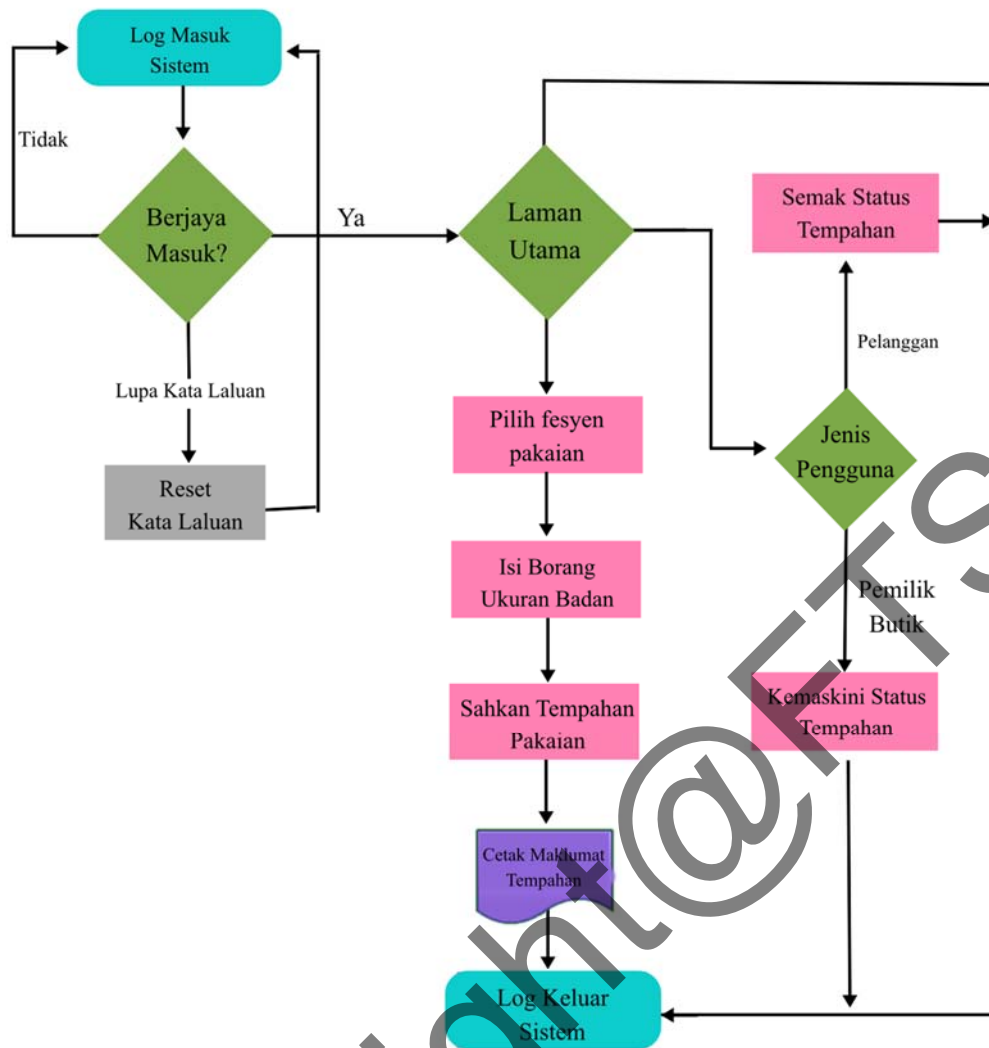 Log Masuk
Sistem
Tidak
Berjaya
Masuk?
Ya
Lupa Kata Laluan
Reset
Kata Laluan
Laman
Utama
Pilih fesyen
pakaian
Isi Borang
Ukuran Badan
Sahkan Tempahan
Pakaian
Cetak Maklumat
Tempahan
Log Keluar
Sistem
Semak Status
Tempahan
Pelanggan
Jenis
Pengguna
Pemilik
Butik
Kemaskini Status
Tempahan